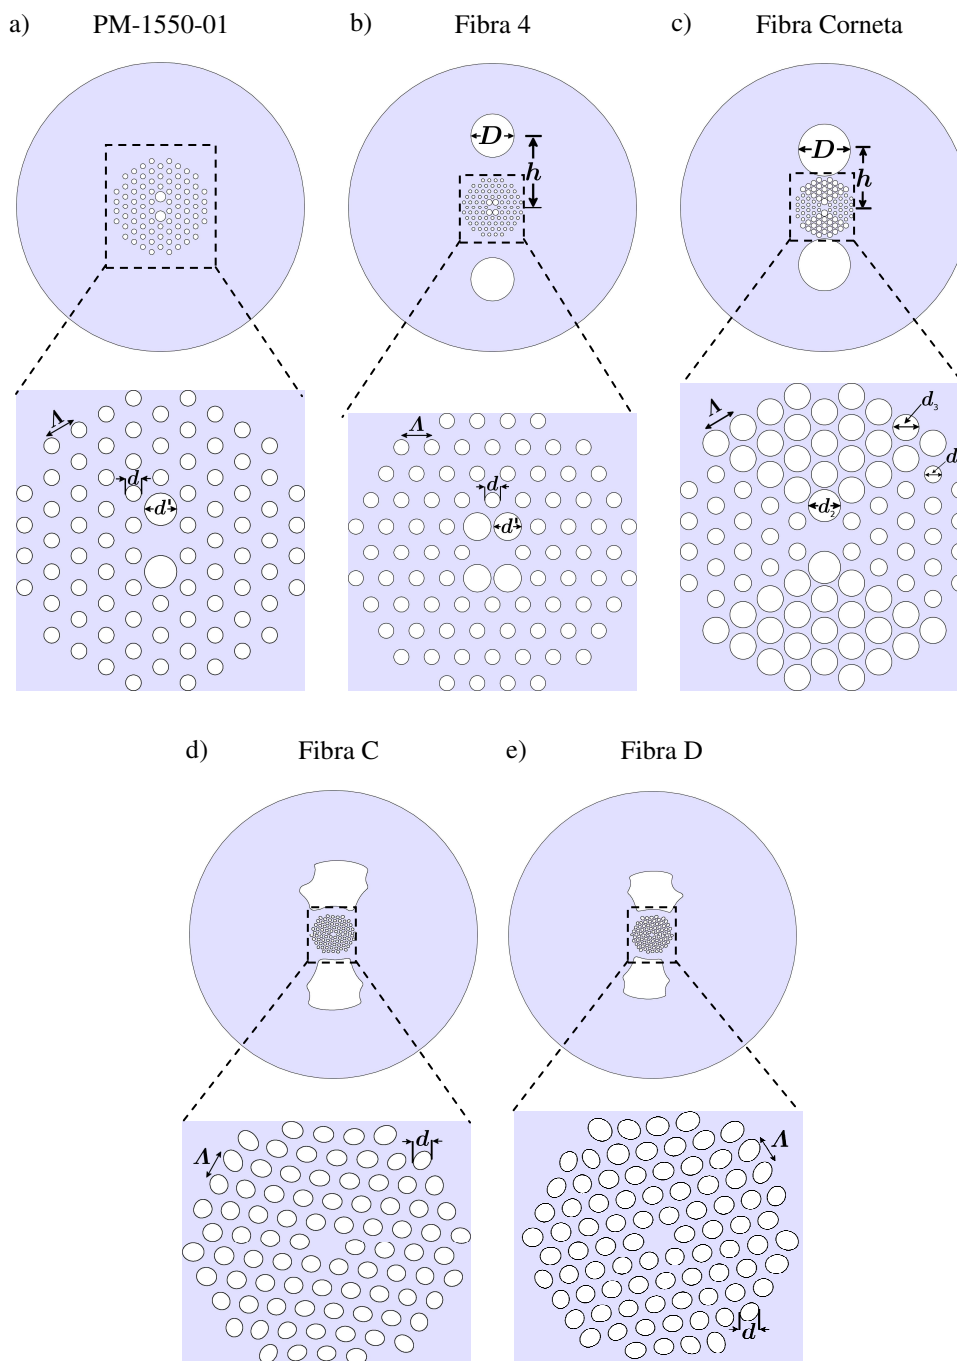 a) PM-1550-01
b) Fibra 4
c) Fibra Corneta
D
h
D
h
Λ
d
d'
Λ
d
d'
Λ
d₃
d
d₂
d) Fibra C
e) Fibra D
Λ
d
Λ
d